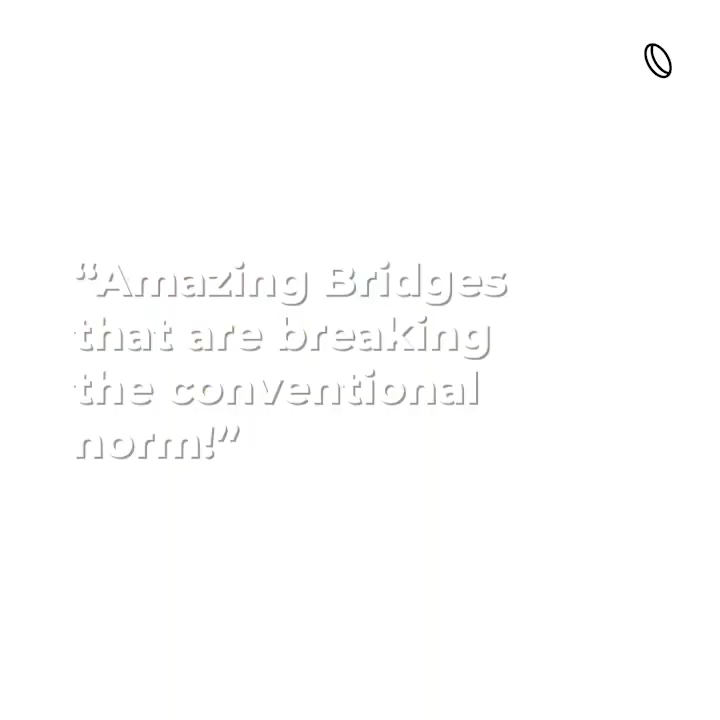 “Amazing Bridges
that are breaking
the conventional
norm!”